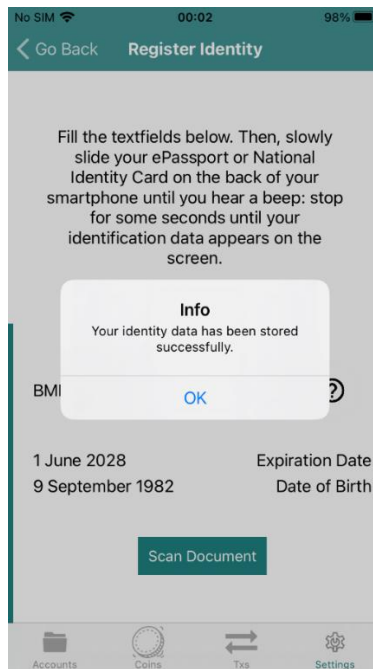 No SIM 00:02 98%
Go Back Register Identity
Fill the textfields below. Then, slowly
slide your ePassport or National
Identity Card on the back of your
smartphone until you hear a beep: stop
for some seconds until your
identification data appears on the
screen.
Info
Your identity data has been stored
successfully.
OK
?
1 June 2028 Expiration Date
9 September 1982 Date of Birth
Scan Document
Accounts Coins Txs Settings